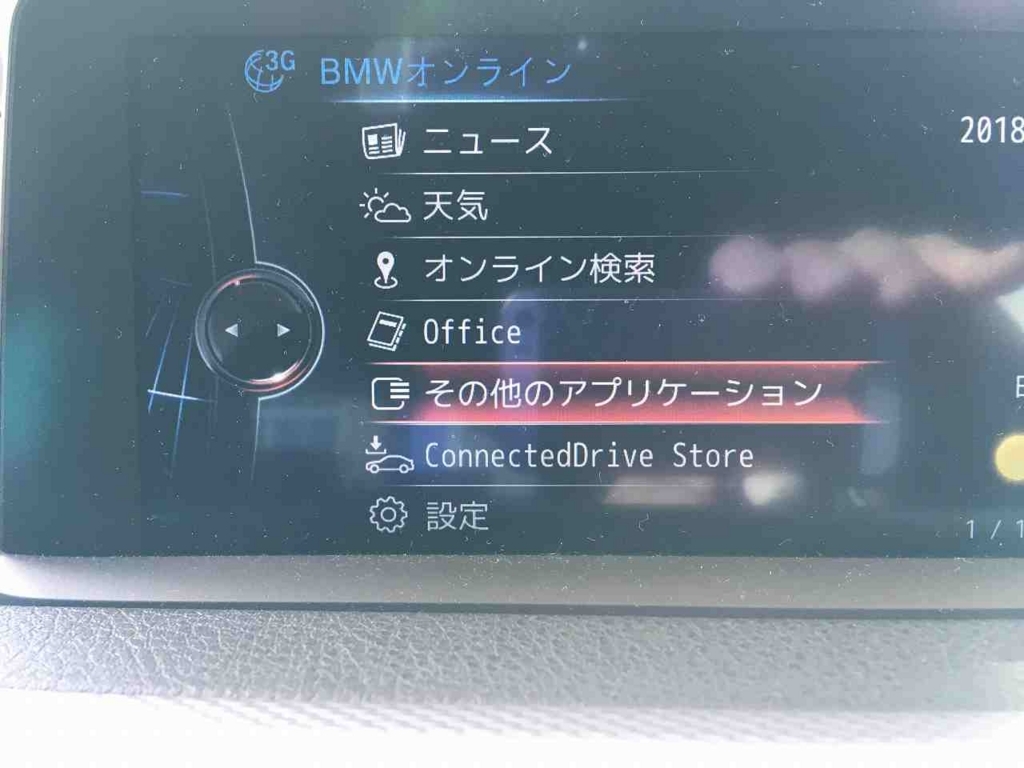 3G BMWオンライン
ニュース
2018
天気
オンライン検索
Office
その他のアプリケーション
ConnectedDrive Store
設定
1/1